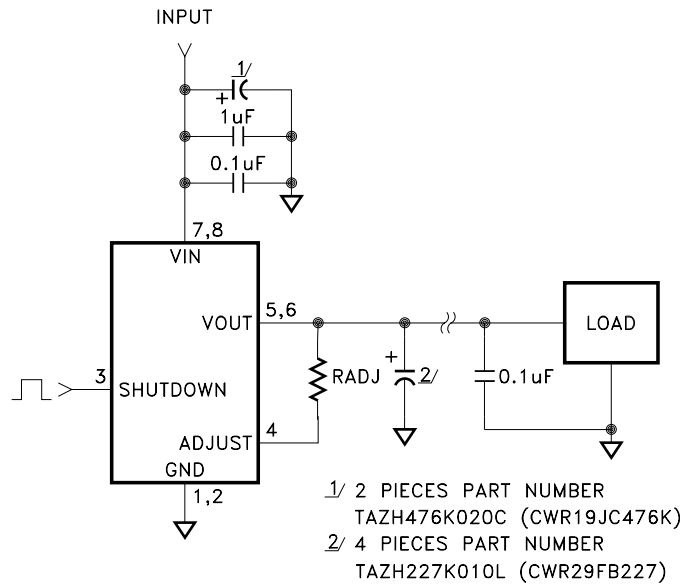 INPUT
1/
+
1uF
0.1uF
7,8
VIN
VOUT
5,6
LOAD
3
SHUTDOWN
RADJ
+
2/
0.1uF
ADJUST
4
GND
1,2
1/ 2 PIECES PART NUMBER
TAZH476K020C (CWR19JC476K)
2/ 4 PIECES PART NUMBER
TAZH227K010L (CWR29FB227)